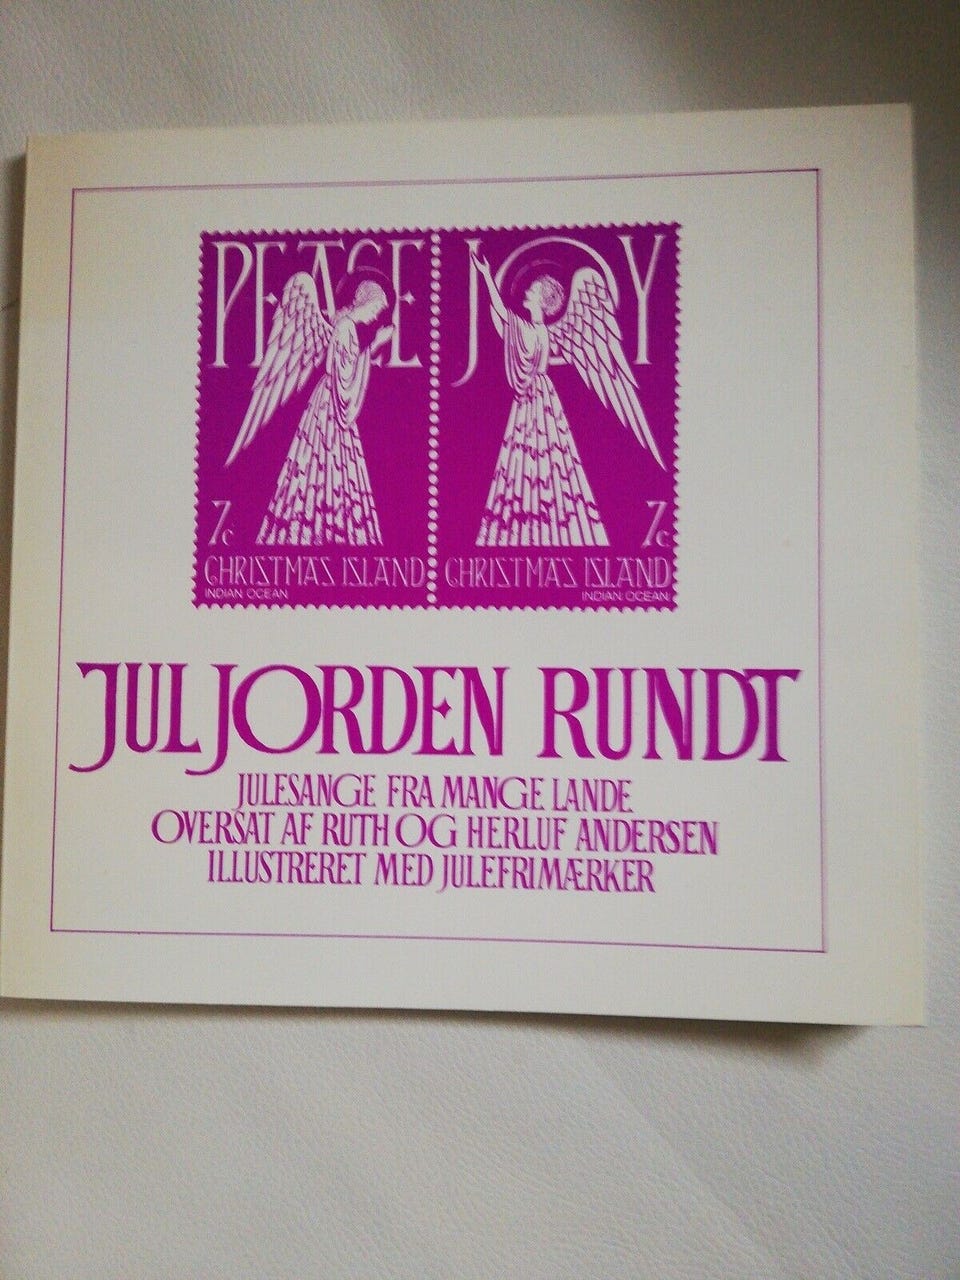 PEACE JOY
7c 7c
CHRISTMAS ISLAND CHRISTMAS ISLAND
INDIAN OCEAN INDIAN OCEAN
JUL JORDEN RUNDT
JULESANGE FRA MANGE LANDE
OVERSAT AF RUTH OG HERLUF ANDERSEN
ILLUSTRERET MED JULEFRIMÆRKER